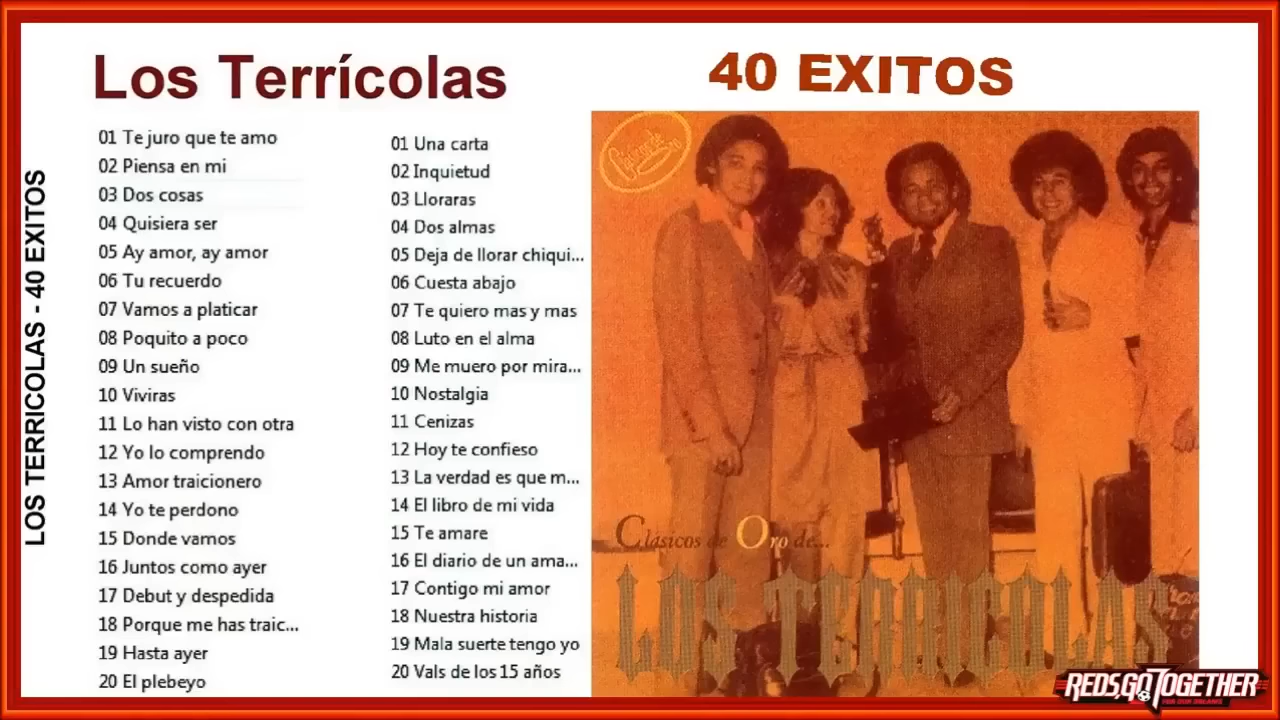 Los Terrícolas
40 EXITOS
LOS TERRICOLAS - 40 EXITOS
01 Te juro que te amo
02 Piensa en mi
03 Dos cosas
04 Quisiera ser
05 Ay amor, ay amor
06 Tu recuerdo
07 Vamos a platicar
08 Poquito a poco
09 Un sueño
10 Viviras
11 Lo han visto con otra
12 Yo lo comprendo
13 Amor traicionero
14 Yo te perdono
15 Donde vamos
16 Juntos como ayer
17 Debut y despedida
18 Porque me has traic...
19 Hasta ayer
20 El plebeyo
01 Una carta
02 Inquietud
03 Lloraras
04 Dos almas
05 Deja de llorar chiqui...
06 Cuesta abajo
07 Te quiero mas y mas
08 Luto en el alma
09 Me muero por mira...
10 Nostalgia
11 Cenizas
12 Hoy te confieso
13 La verdad es que m...
14 El libro de mi vida
15 Te amare
16 El diario de un ama...
17 Contigo mi amor
18 Nuestra historia
19 Mala suerte tengo yo
20 Vals de los 15 años
Clásicos de Oro
Clásicos de Oro de...
LOS TERRICOLAS
REDS,GOTOGETHER